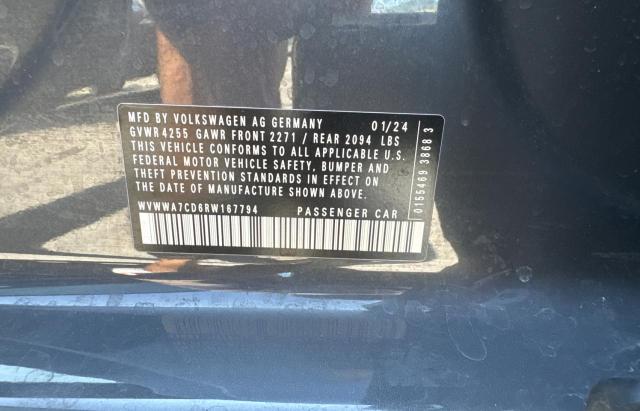 MFD BY VOLKSWAGEN AG GERMANY 01/24
GVWR 4255 GAWR FRONT 2271 / REAR 2094 LBS
THIS VEHICLE CONFORMS TO ALL APPLICABLE U.S.
FEDERAL MOTOR VEHICLE SAFETY, BUMPER AND
THEFT PREVENTION STANDARDS IN EFFECT ON THE
DATE OF MANUFACTURE SHOWN ABOVE.
WVWWA7CD6RW167794 PASSENGER CAR
0155469 38683